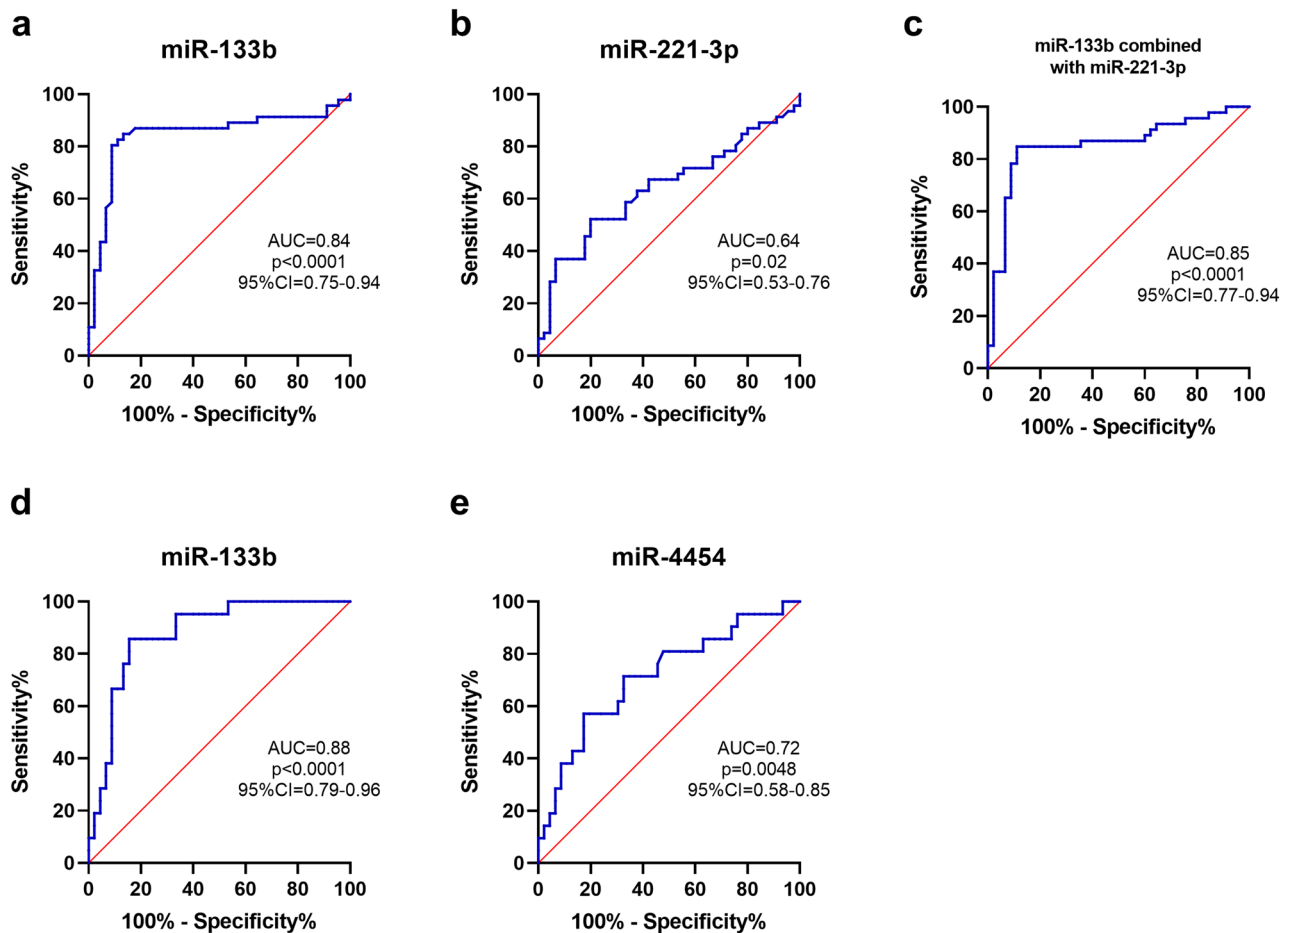 a
miR-133b
Sensitivity%
100
80
60
40
20
0
AUC=0.84
p<0.0001
95%CI=0.75-0.94
0 20 40 60 80 100
100% - Specificity%
b
miR-221-3p
Sensitivity%
100
80
60
40
20
0
AUC=0.64
p=0.02
95%CI=0.53-0.76
0 20 40 60 80 100
100% - Specificity%
c
miR-133b combined
with miR-221-3p
Sensitivity%
100
80
60
40
20
0
AUC=0.85
p<0.0001
95%CI=0.77-0.94
0 20 40 60 80 100
100% - Specificity%
d
miR-133b
Sensitivity%
100
80
60
40
20
0
AUC=0.88
p<0.0001
95%CI=0.79-0.96
0 20 40 60 80 100
100% - Specificity%
e
miR-4454
Sensitivity%
100
80
60
40
20
0
AUC=0.72
p=0.0048
95%CI=0.58-0.85
0 20 40 60 80 100
100% - Specificity%